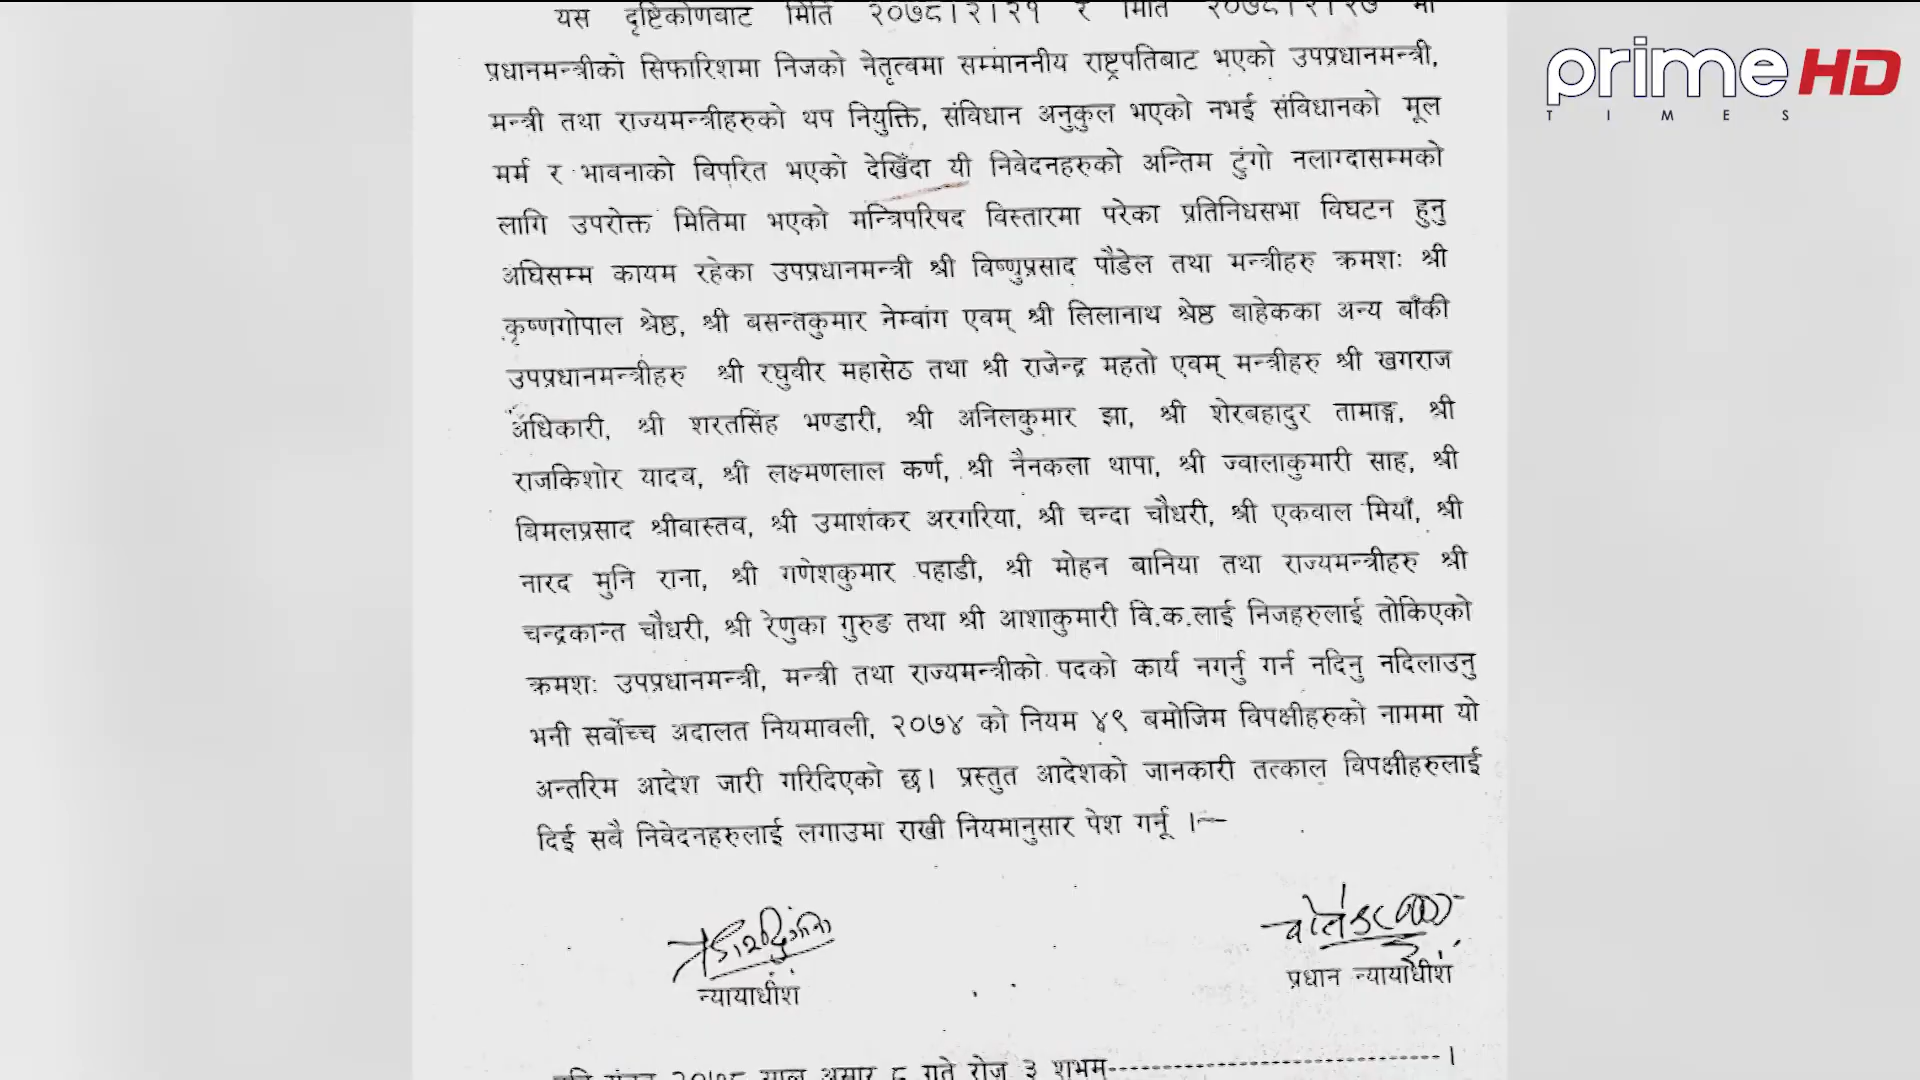 यस दृष्टिकोणबाट मिति २०७८।२।२१ र मिति २०७८।२।२७ मा
प्रधानमन्त्रीको सिफारिशमा निजको नेतृत्वमा सम्माननीय राष्ट्रपतिबाट भएको उपप्रधानमन्त्री,
मन्त्री तथा राज्यमन्त्रीहरुको थप नियुक्ति, संविधान अनुकुल भएको नभई संविधानको मूल
मर्म र भावनाको विपरित भएको देखिँदा यी निवेदनहरुको अन्तिम टुंगो नलाग्दासम्मको
लागि उपरोक्त मितिमा भएको मन्त्रिपरिषद विस्तारमा परेका प्रतिनिधिसभा विघटन हुनु
अघिसम्म कायम रहेका उपप्रधानमन्त्री श्री विष्णुप्रसाद पौडेल तथा मन्त्रीहरु क्रमशः श्री
कृष्णगोपाल श्रेष्ठ, श्री बसन्तकुमार नेम्वांग एवम् श्री लिलानाथ श्रेष्ठ बाहेकका अन्य बाँकी
उपप्रधानमन्त्रीहरु श्री रघुवीर महासेठ तथा श्री राजेन्द्र महतो एवम् मन्त्रीहरु श्री खगराज
अधिकारी, श्री शरतसिंह भण्डारी, श्री अनिलकुमार झा, श्री शेरबहादुर तामाङ्ग, श्री
राजकिशोर यादव, श्री लक्ष्मणलाल कर्ण, श्री नैनकला थापा, श्री ज्वालाकुमारी साह, श्री
बिमलप्रसाद श्रीवास्तव, श्री उमाशंकर अरगरिया, श्री चन्दा चौधरी, श्री एकवाल मियाँ, श्री
नारद मुनि राना, श्री गणेशकुमार पहाडी, श्री मोहन बानिया तथा राज्यमन्त्रीहरु श्री
चन्द्रकान्त चौधरी, श्री रेणुका गुरुङ तथा श्री आशाकुमारी वि.क.लाई निजहरुलाई तोकिएको
क्रमशः उपप्रधानमन्त्री, मन्त्री तथा राज्यमन्त्रीको पदको कार्य नगर्नु गर्न नदिनु नदिलाउनु
भनी सर्वोच्च अदालत नियमावली, २०७४ को नियम ४९ बमोजिम विपक्षीहरुको नाममा यो
अन्तरिम आदेश जारी गरिदिएको छ। प्रस्तुत आदेशको जानकारी तत्काल विपक्षीहरुलाई
दिई सबै निवेदनहरुलाई लगाउमा राखी नियमानुसार पेश गर्नू ।
न्यायाधीश
प्रधान न्यायाधीश
२०७८ साल असार ८ गते रोज ३ शुभम्---------------------------।
prime HD
TIMES